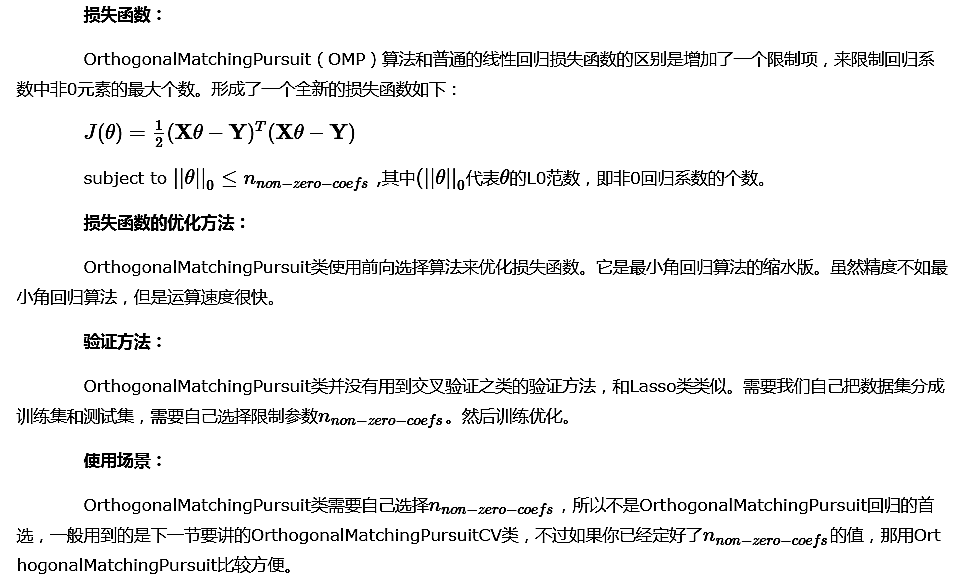 损失函数：
OrthogonalMatchingPursuit（OMP）算法和普通的线性回归损失函数的区别是增加了一个限制项，来限制回归系
数中非0元素的最大个数。形成了一个全新的损失函数如下：
J(θ) = 1/2(Xθ − Y)^T(Xθ − Y)
subject to ||θ||_0 ≤ n_{non−zero−coefs} ,其中(||θ||_0代表θ的L0范数，即非0回归系数的个数。
损失函数的优化方法：
OrthogonalMatchingPursuit类使用前向选择算法来优化损失函数。它是最小角回归算法的缩水版。虽然精度不如最
小角回归算法，但是运算速度很快。
验证方法：
OrthogonalMatchingPursuit类并没有用到交叉验证之类的验证方法，和Lasso类类似。需要我们自己把数据集分成
训练集和测试集，需要自己选择限制参数n_{non−zero−coefs}。然后训练优化。
使用场景：
OrthogonalMatchingPursuit类需要自己选择n_{non−zero−coefs}，所以不是OrthogonalMatchingPursuit回归的首
选，一般用到的是下一节要讲的OrthogonalMatchingPursuitCV类，不过如果你已经定好了n_{non−zero−coefs}的值，那用Ort
hogonalMatchingPursuit比较方便。